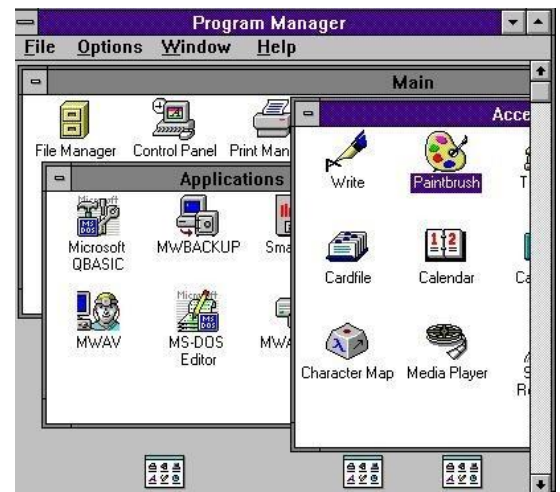 Program Manager
File Options Window Help
Main
File Manager Control Panel Print Man
Applications
Microsoft
QBASIC
MWBACKUP
Sma
MWAV
MS-DOS
Editor
MWA
Acce
Write
Paintbrush
T
Cardfile
Calendar
Ca
Character Map
Media Player
S
R